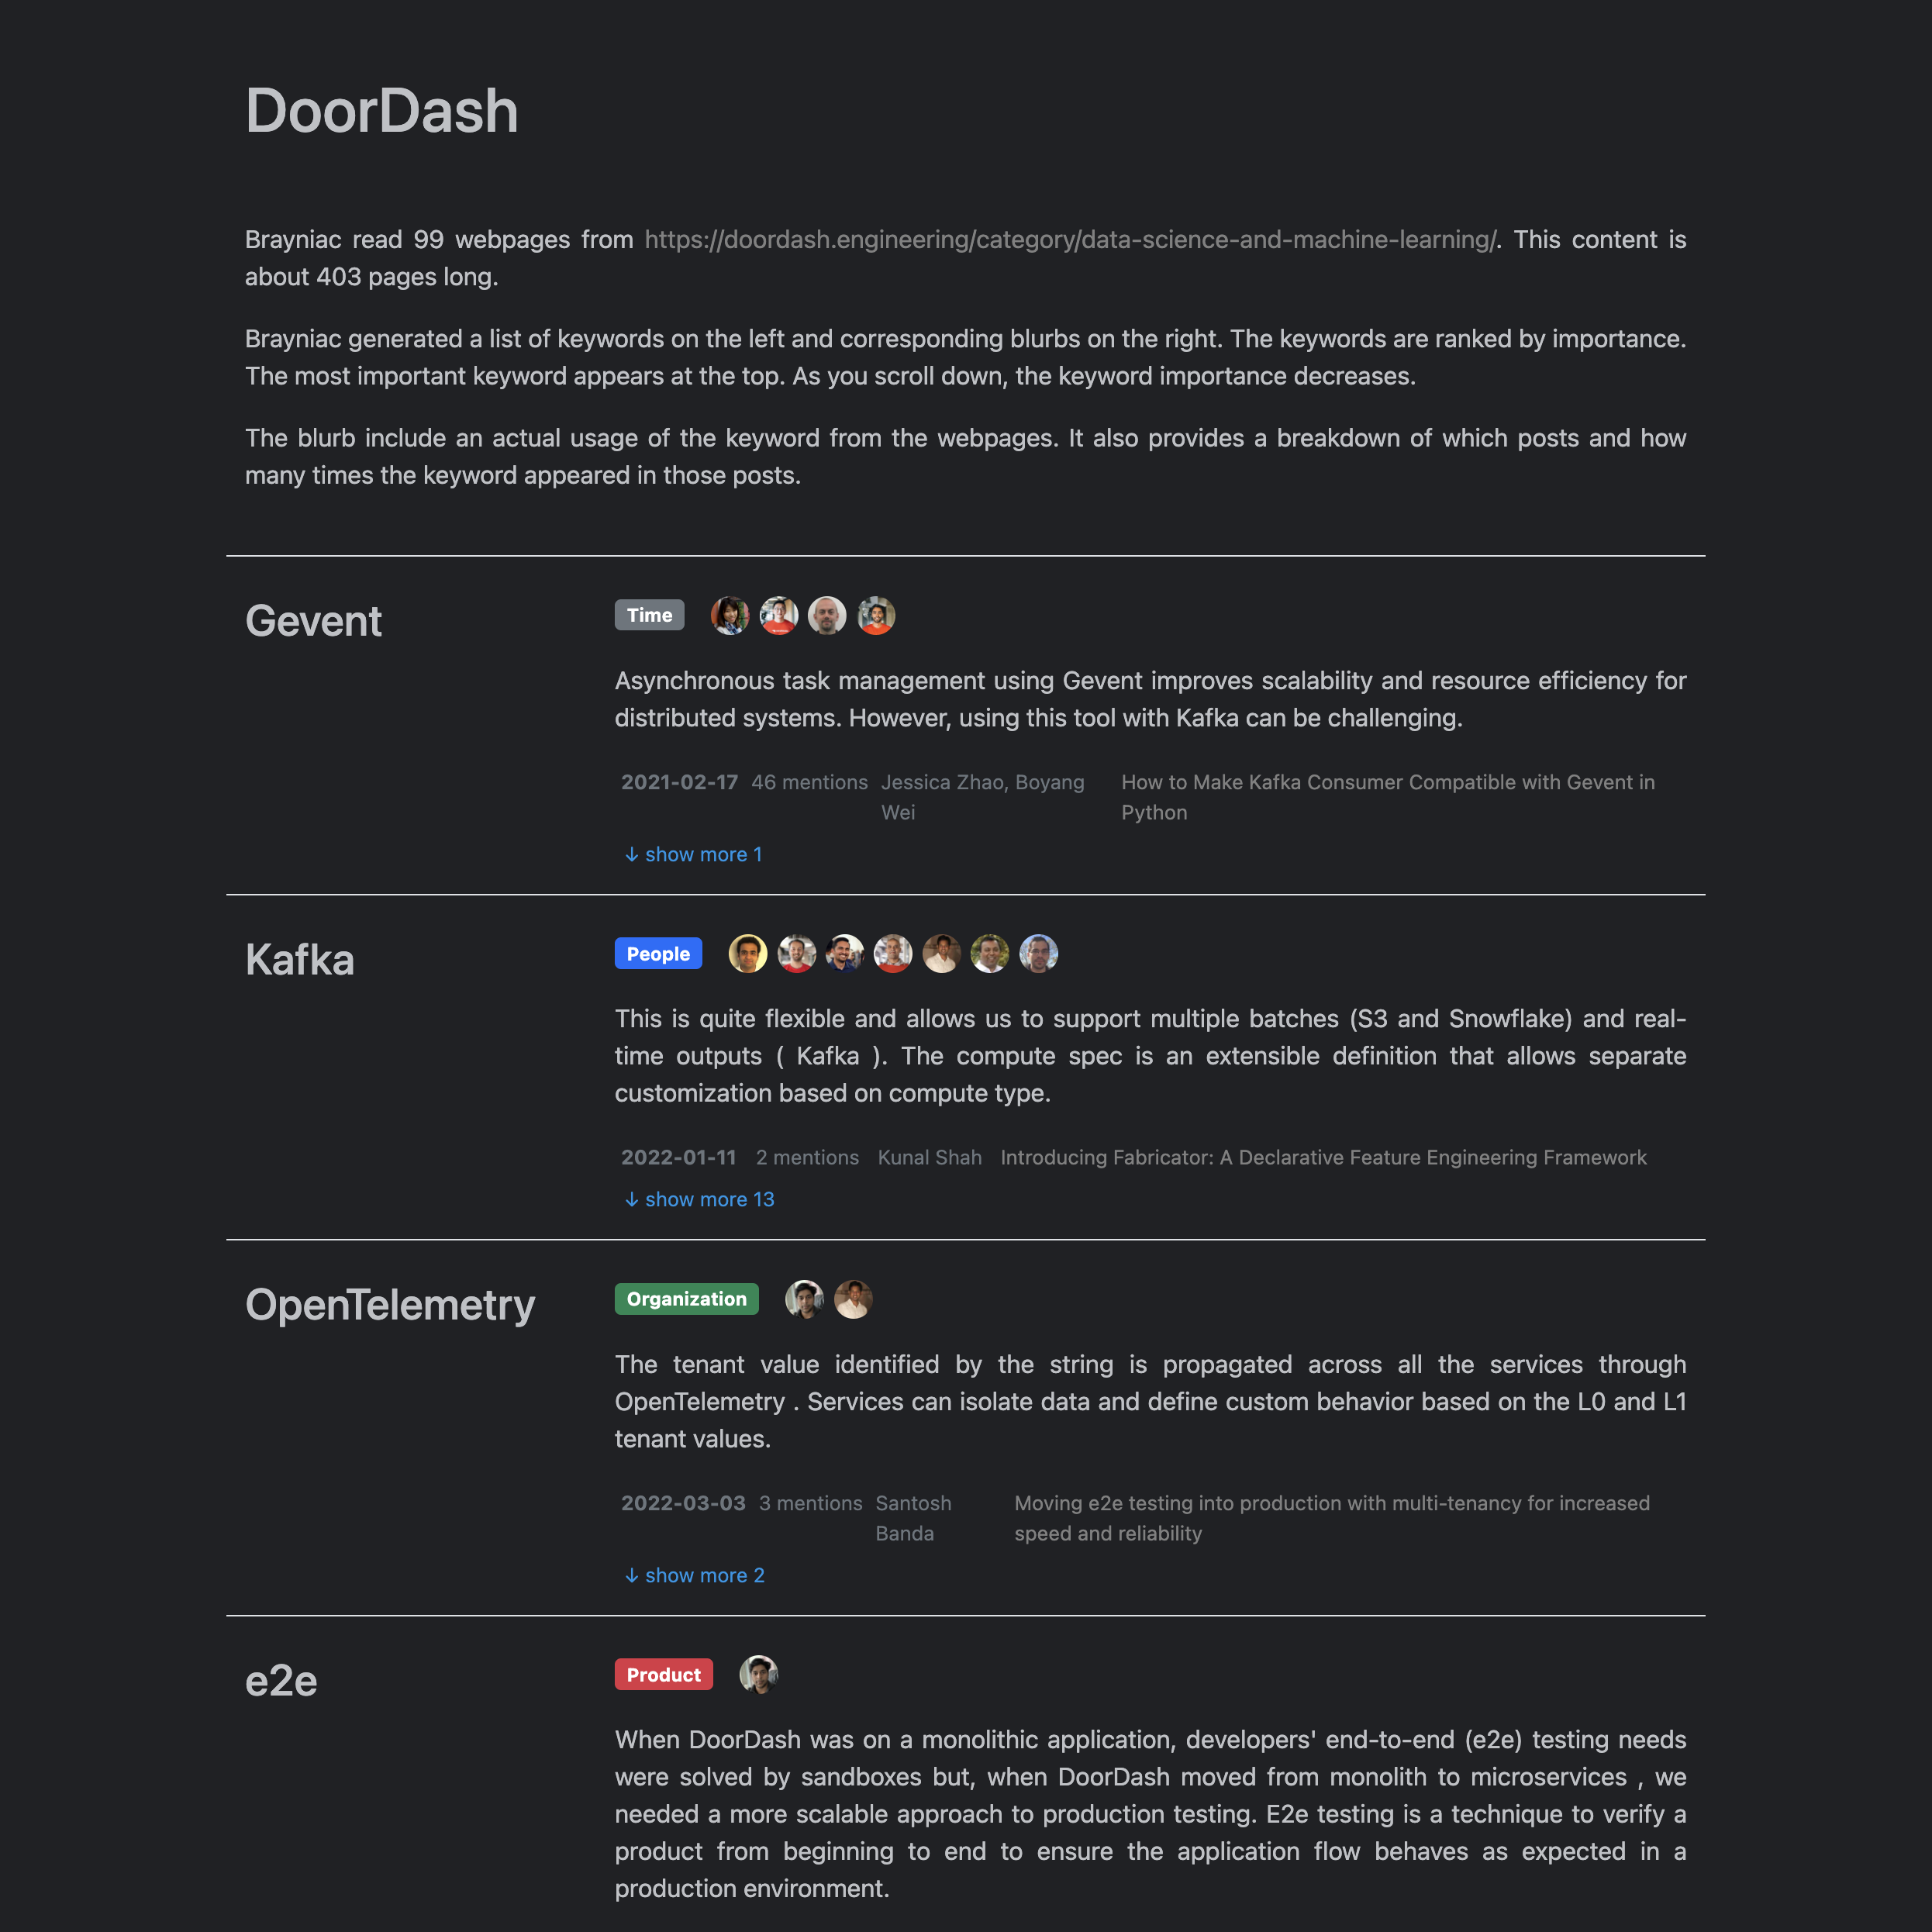 DoorDash
Brayniac read 99 webpages from https://doordash.engineering/category/data-science-and-machine-learning/. This content is
about 403 pages long.
Brayniac generated a list of keywords on the left and corresponding blurbs on the right. The keywords are ranked by importance.
The most important keyword appears at the top. As you scroll down, the keyword importance decreases.
The blurb include an actual usage of the keyword from the webpages. It also provides a breakdown of which posts and how
many times the keyword appeared in those posts.
Gevent
Time
Asynchronous task management using Gevent improves scalability and resource efficiency for
distributed systems. However, using this tool with Kafka can be challenging.
2021-02-17 46 mentions Jessica Zhao, Boyang How to Make Kafka Consumer Compatible with Gevent in
Wei Python
↓ show more 1
Kafka
People
This is quite flexible and allows us to support multiple batches (S3 and Snowflake) and real-
time outputs ( Kafka ). The compute spec is an extensible definition that allows separate
customization based on compute type.
2022-01-11 2 mentions Kunal Shah Introducing Fabricator: A Declarative Feature Engineering Framework
↓ show more 13
OpenTelemetry
Organization
The tenant value identified by the string is propagated across all the services through
OpenTelemetry . Services can isolate data and define custom behavior based on the L0 and L1
tenant values.
2022-03-03 3 mentions Santosh Moving e2e testing into production with multi-tenancy for increased
Banda speed and reliability
↓ show more 2
e2e
Product
When DoorDash was on a monolithic application, developers' end-to-end (e2e) testing needs
were solved by sandboxes but, when DoorDash moved from monolith to microservices , we
needed a more scalable approach to production testing. E2e testing is a technique to verify a
product from beginning to end to ensure the application flow behaves as expected in a
production environment.